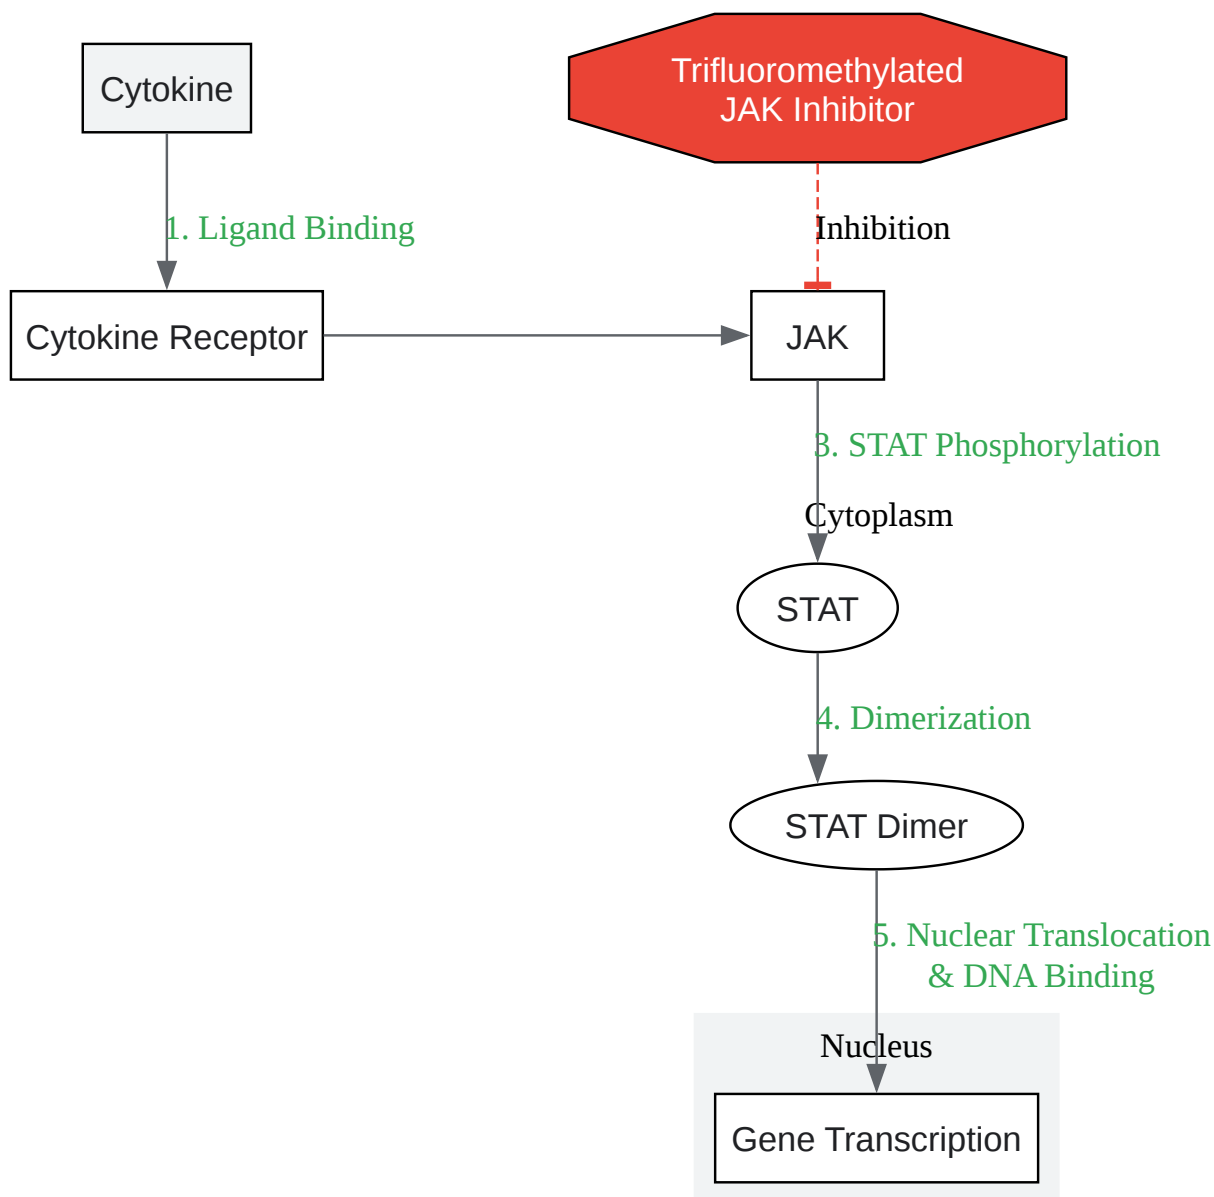 Cytokine
Trifluoromethylated
JAK Inhibitor
1. Ligand Binding
Inhibition
Cytokine Receptor
JAK
3. STAT Phosphorylation
Cytoplasm
STAT
4. Dimerization
STAT Dimer
5. Nuclear Translocation
& DNA Binding
Nucleus
Gene Transcription